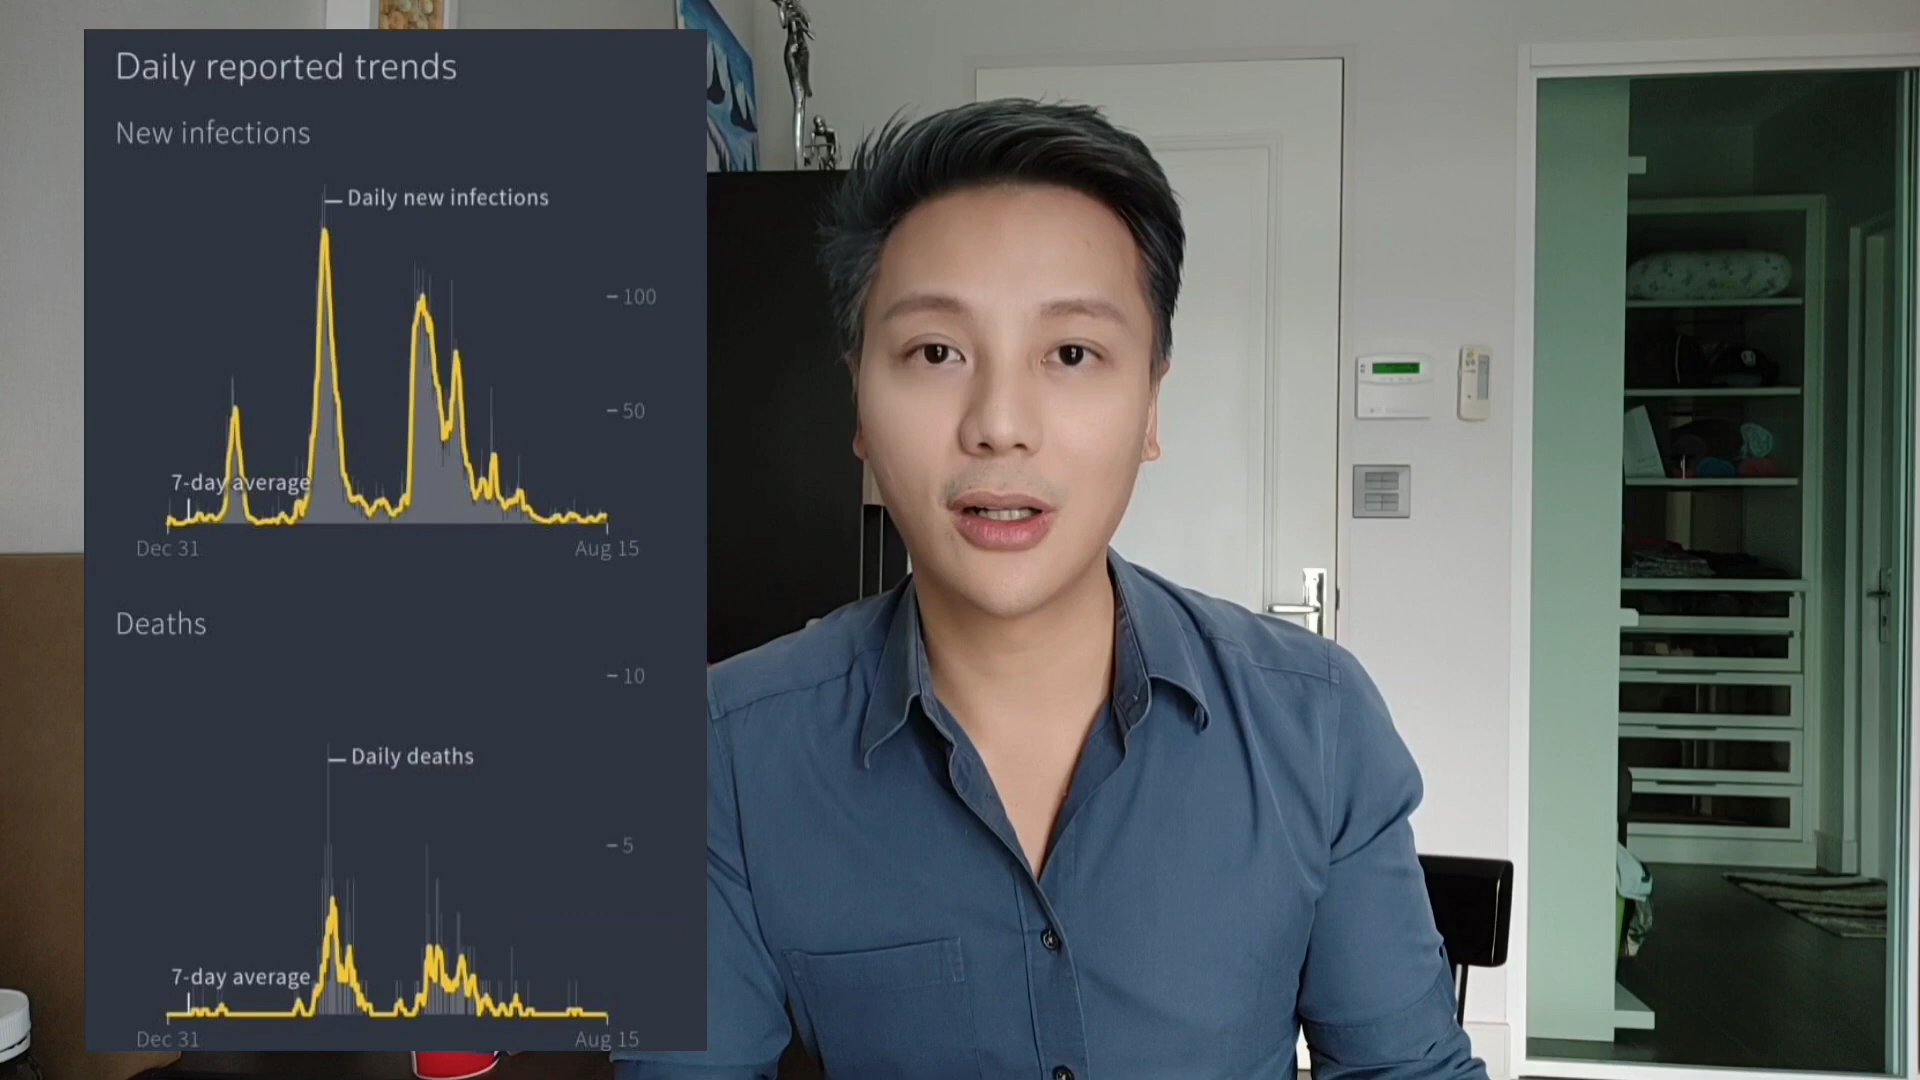 Daily reported trends
New infections
Daily new infections
100
50
7-day average
Dec 31
Aug 15
Deaths
10
Daily deaths
5
7-day average
Dec 31
Aug 15